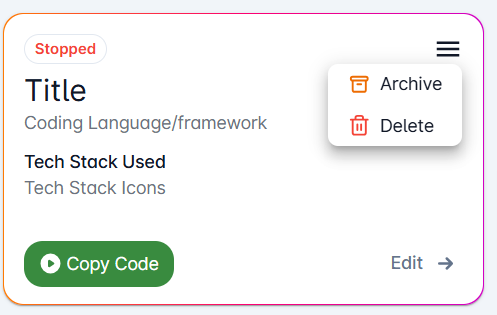 Stopped
Title
Archive
Coding Language/framework
Delete
Tech Stack Used
Tech Stack Icons
Copy Code
Edit